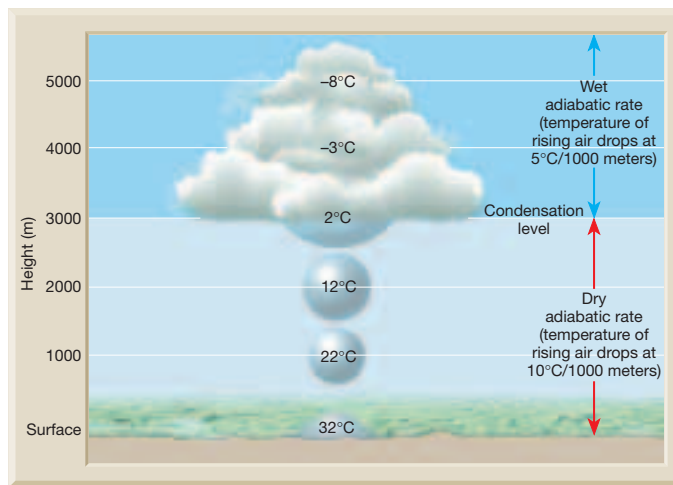 5000
4000
3000
2000
1000
Surface
Height (m)
–8°C
–3°C
2°C
12°C
22°C
32°C
Wet
adiabatic rate
(temperature of
rising air drops at
5°C/1000 meters)
Condensation
level
Dry
adiabatic rate
(temperature of
rising air drops at
10°C/1000 meters)